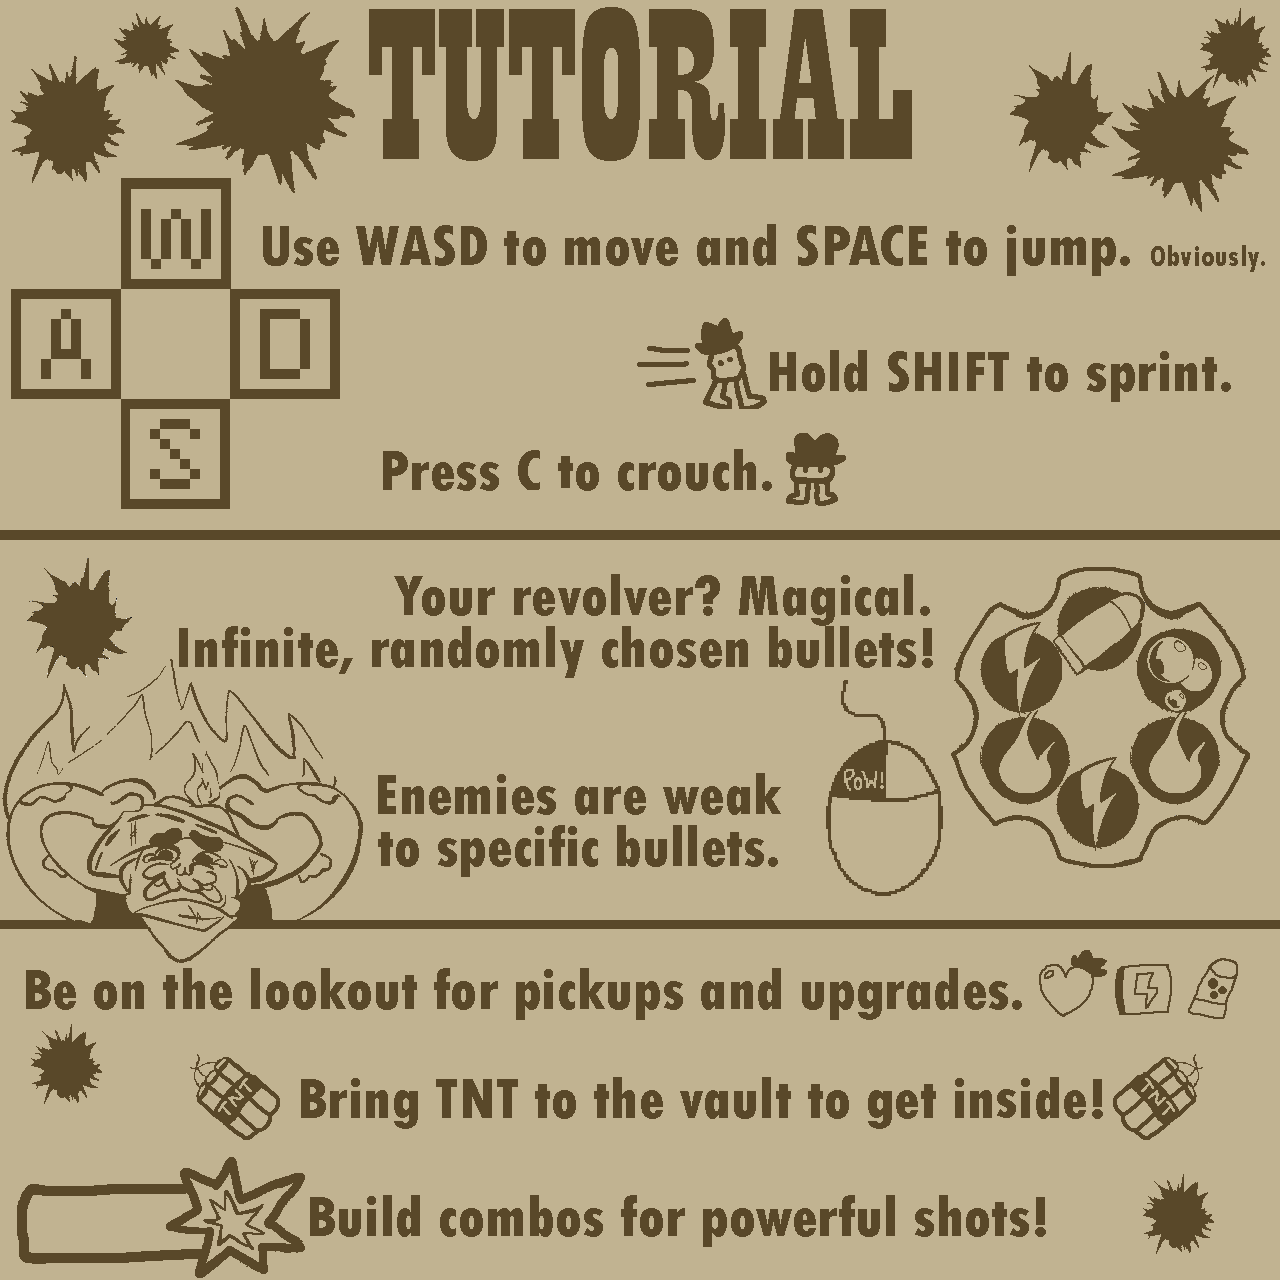 TUTORIAL
W
Use WASD to move and SPACE to jump. Obviously.
A D
Hold SHIFT to sprint.
S
Press C to crouch.
Your revolver? Magical.
Infinite, randomly chosen bullets!
POW!
Enemies are weak
to specific bullets.
Be on the lookout for pickups and upgrades.
TNT Bring TNT to the vault to get inside! TNT
Build combos for powerful shots!